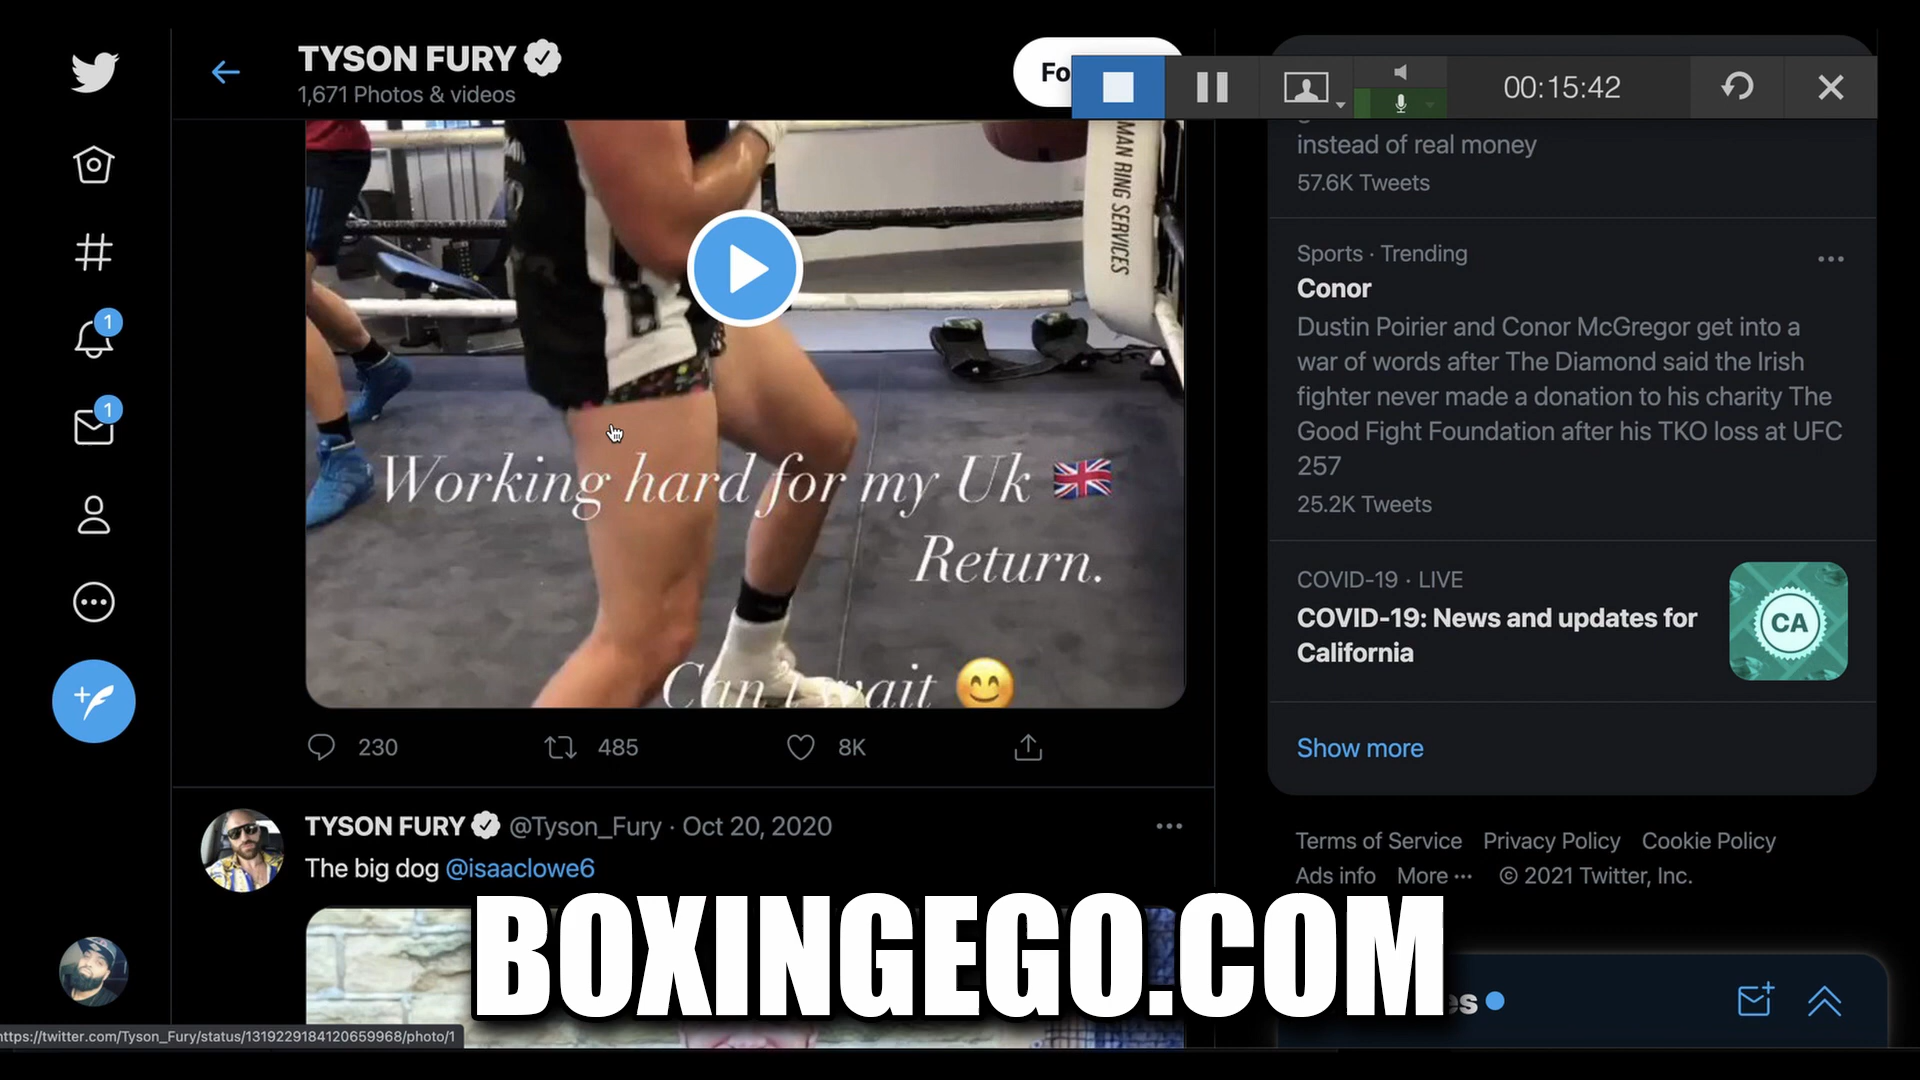 TYSON FURY
1,671 Photos & videos
Fo
00:15:42
MAN RING SERVICES
instead of real money
57.6K Tweets
Sports · Trending
Conor
Dustin Poirier and Conor McGregor get into a
war of words after The Diamond said the Irish
fighter never made a donation to his charity The
Good Fight Foundation after his TKO loss at UFC
257
25.2K Tweets
COVID-19 · LIVE
COVID-19: News and updates for
California
CA
Show more
1
1
Working hard for my Uk 🇬🇧
Return.
Can't wait 😊
230 485 8K
TYSON FURY @Tyson_Fury · Oct 20, 2020
The big dog @isaaclowe6
Terms of Service Privacy Policy Cookie Policy
Ads info More ··· © 2021 Twitter, Inc.
BOXINGEGO.COM
es
https://twitter.com/Tyson_Fury/status/1319229184120659968/photo/1